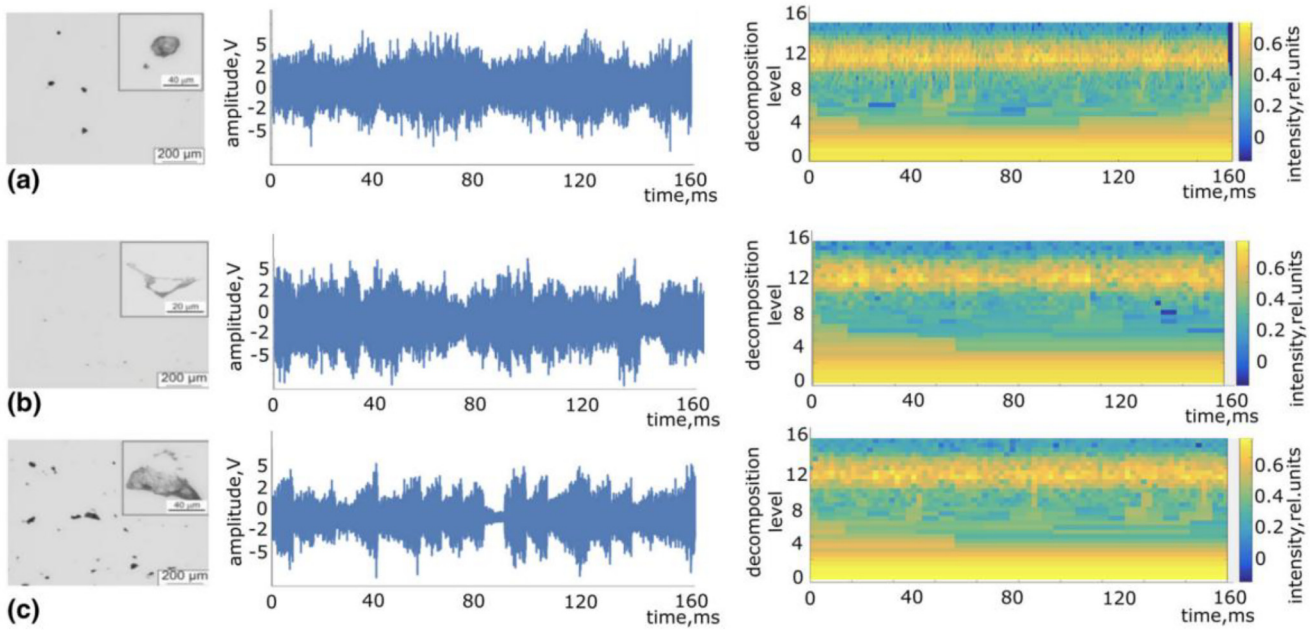 40 µm
200 µm
(a)
amplitude,V
5
2
0
-2
-5
0 40 80 120 160
time,ms
decomposition
level
16
12
8
4
0
0 40 80 120 160
time,ms
0.6
0.4
0.2
0
intensity,rel.units
20 µm
200 µm
(b)
amplitude,V
5
2
0
-2
-5
0 40 80 120 160
time,ms
decomposition
level
16
12
8
4
0
0 40 80 120 160
time,ms
0.6
0.4
0.2
0
intensity,rel.units
40 µm
200 µm
(c)
amplitude,V
5
2
0
-2
-5
0 40 80 120 160
time,ms
decomposition
level
16
12
8
4
0
0 40 80 120 160
time,ms
0.6
0.4
0.2
0
intensity,rel.units